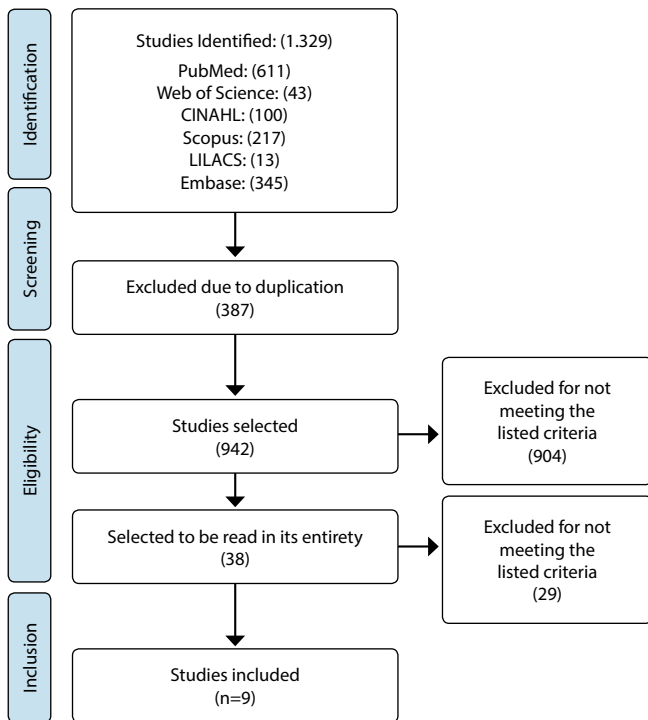 Identification
Studies Identified: (1.329)
PubMed: (611)
Web of Science: (43)
CINAHL: (100)
Scopus: (217)
LILACS: (13)
Embase: (345)
Screening
Excluded due to duplication
(387)
Eligibility
Studies selected
(942)
Excluded for not
meeting the
listed criteria
(904)
Selected to be read in its entirety
(38)
Excluded for not
meeting the
listed criteria
(29)
Inclusion
Studies included
(n=9)